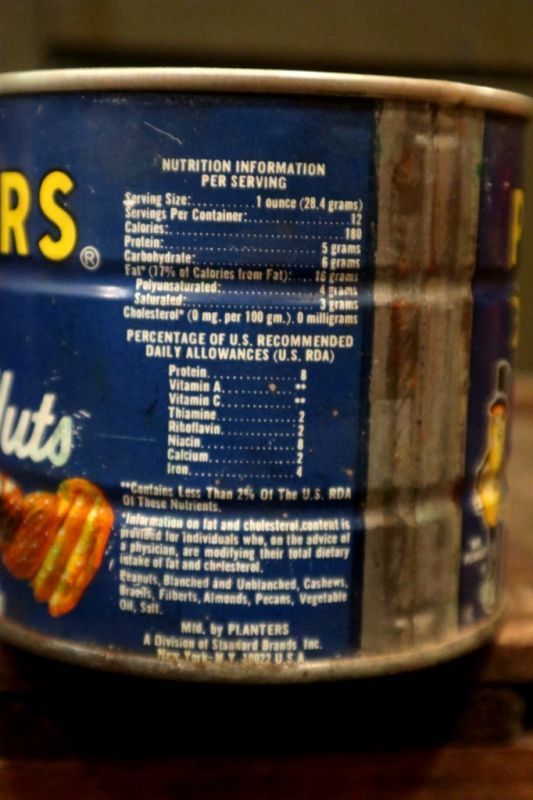 RS®
uts
NUTRITION INFORMATION
PER SERVING
Serving Size:..........1 ounce (28.4 grams)
Servings Per Container:..................12
Calories:..............................180
Protein:............................5 grams
Carbohydrate:.......................6 grams
Fat* (77% of Calories from Fat):....16 grams
Polyunsaturated:....................4 grams
Saturated:..........................3 grams
Cholesterol* (0 mg. per 100 gm.). 0 milligrams
PERCENTAGE OF U.S. RECOMMENDED
DAILY ALLOWANCES (U.S. RDA)
Protein..............8
Vitamin A............**
Vitamin C............**
Thiamine.............2
Riboflavin...........2
Niacin...............8
Calcium..............2
Iron.................4
**Contains Less Than 2% Of The U.S. RDA
Of These Nutrients.
*Information on fat and cholesterol content is
provided for individuals who, on the advice of
a physician, are modifying their total dietary
intake of fat and cholesterol.
Peanuts, Blanched and Unblanched, Cashews,
Brazils, Filberts, Almonds, Pecans, Vegetable
Oil, Salt.
Mfd. by PLANTERS
A Division of Standard Brands Inc.
New York, N.Y. 10022 U.S.A.
P